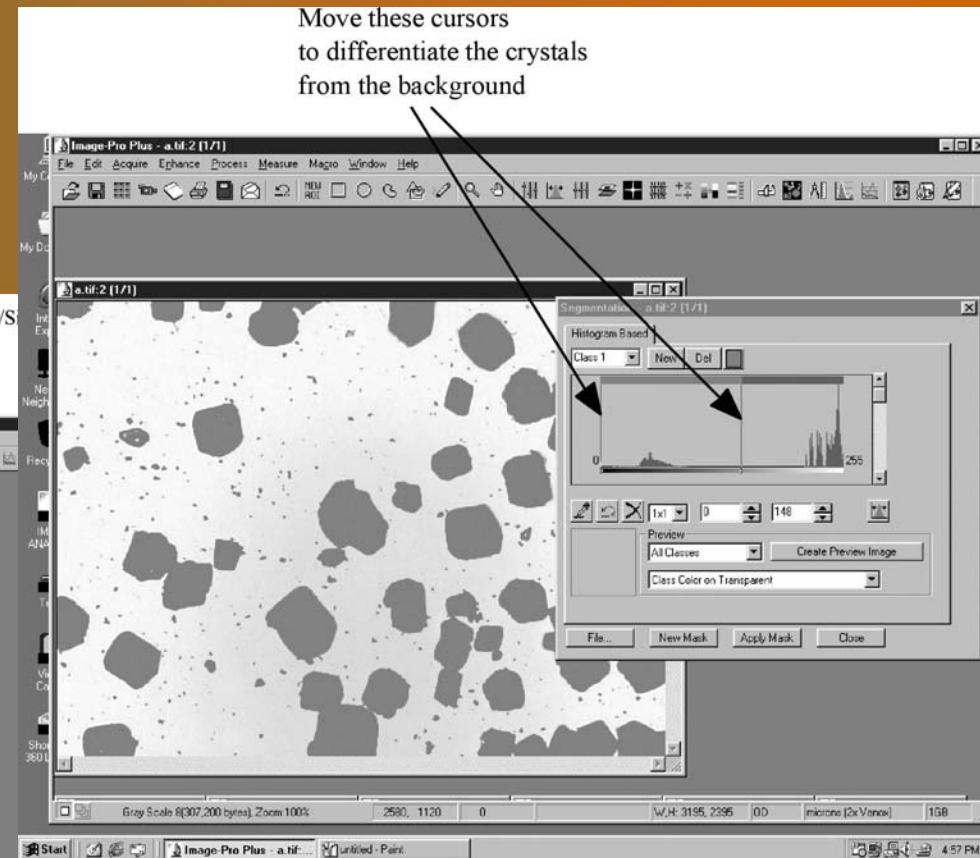 Move these cursors
to differentiate the crystals
from the background
Image-Pro Plus - a.tif:2 (1/1)
File Edit Acquire Enhance Process Measure Macro Window Help
NEW
AOI
a.tif:2 (1/1)
Segmentation - a.tif:2 (1/1)
Histogram Based
Class 1 New Del
0 255
1x1 0 148
Preview
All Classes Create Preview Image
Class Color on Transparent
File... New Mask Apply Mask Close
Gray Scale 8(307,200 bytes), Zoom 100% 2580, 1120 0 W,H: 3195, 2395 OD microns (2x Vanox) 1GB
Start Image-Pro Plus - a.tif:... untitled - Paint 4:57 PM